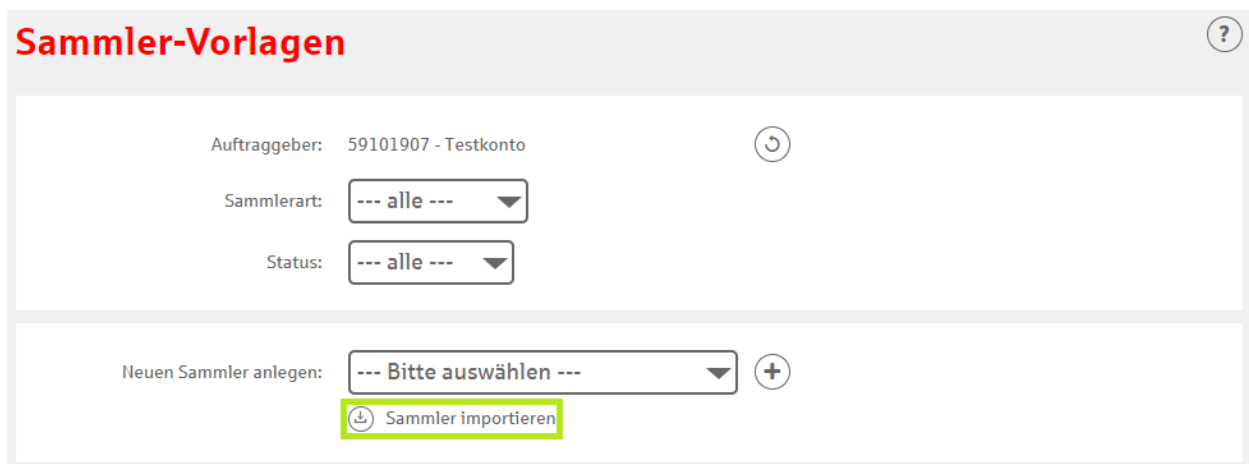 Sammler-Vorlagen
?
Auftraggeber: 59101907 - Testkonto
Sammlerart: --- alle ---
Status: --- alle ---
Neuen Sammler anlegen: --- Bitte auswählen ---
Sammler importieren